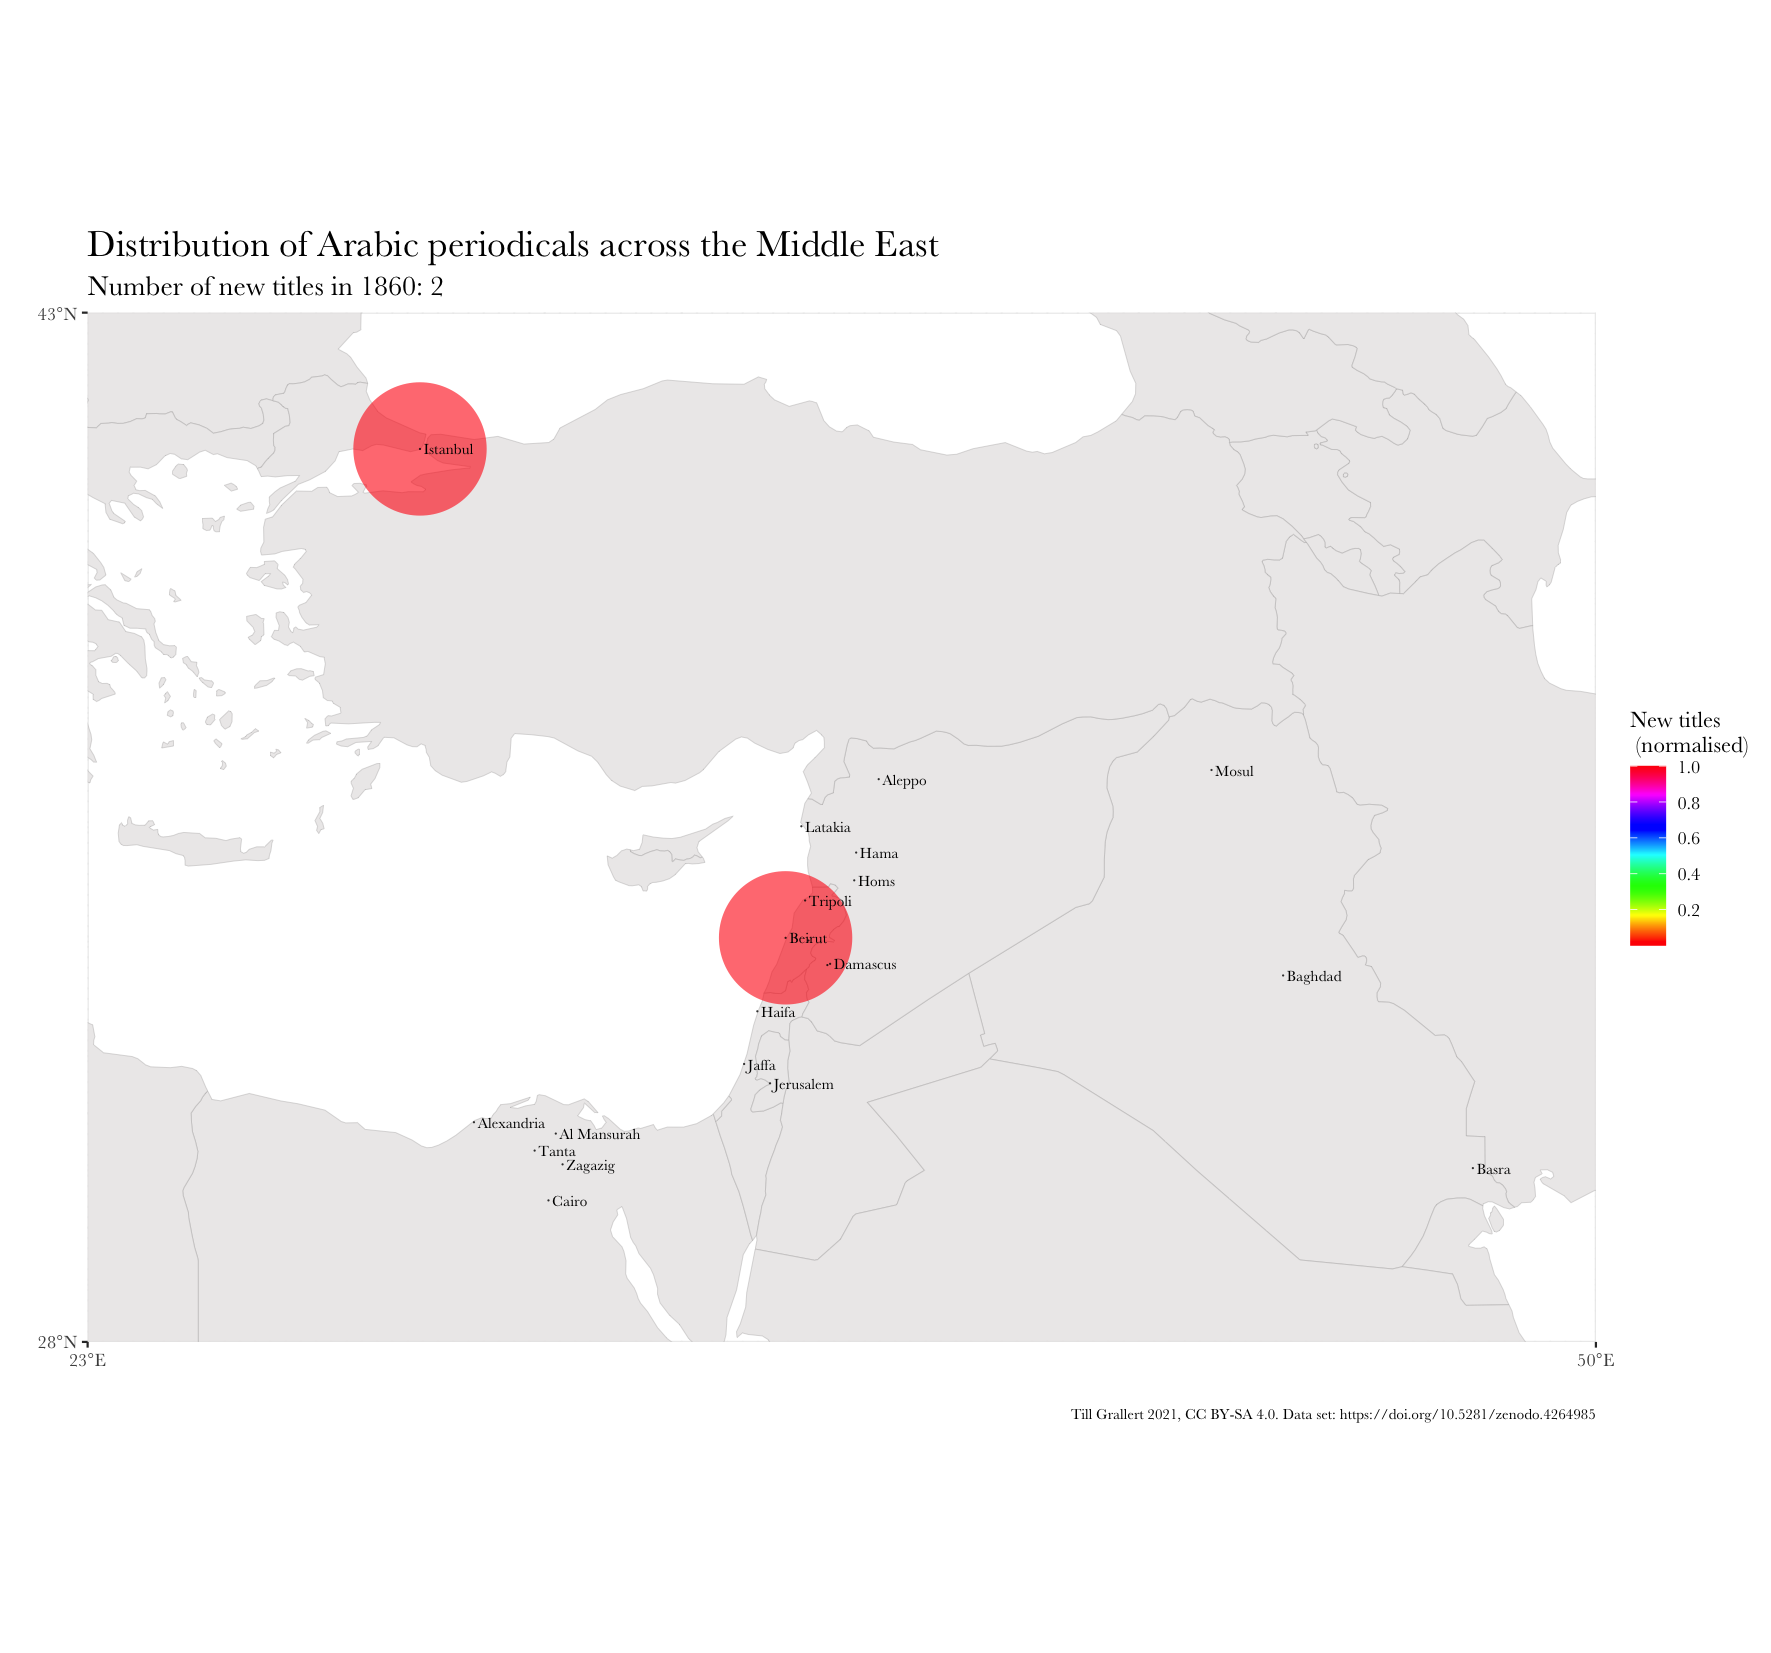 Distribution of Arabic periodicals across the Middle East
Number of new titles in 1860: 2
43°N
Istanbul
New titles
(normalised)
1.0
0.8
0.6
0.4
0.2
Aleppo
Mosul
Latakia
Hama
Homs
Tripoli
Beirut
Damascus
Baghdad
Haifa
Jaffa
Jerusalem
Alexandria
Al Mansurah
Tanta
Zagazig
Basra
Cairo
28°N
23°E
50°E
Till Grallert 2021, CC BY-SA 4.0. Data set: https://doi.org/10.5281/zenodo.4264985